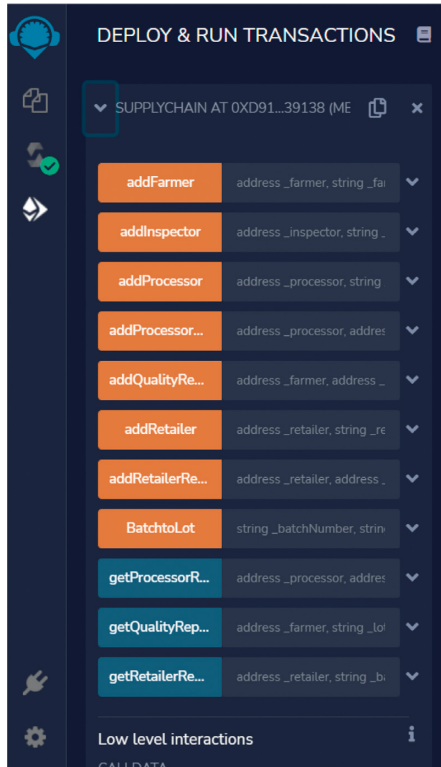 DEPLOY & RUN TRANSACTIONS
SUPPLYCHAIN AT 0XD91...39138 (ME
addFarmer address _farmer, string _fai
addInspector address _inspector, string _
addProcessor address _processor, string
addProcessor... address _processor, addres
addQualityRe... address _farmer, address _
addRetailer address _retailer, string _re
addRetailerRe... address _retailer, address _
BatchtoLot string _batchNumber, strin
getProcessorR... address _processor, addres
getQualityRep... address _farmer, string _lot
getRetailerRe... address _retailer, string _ba
Low level interactions
CALLDATA